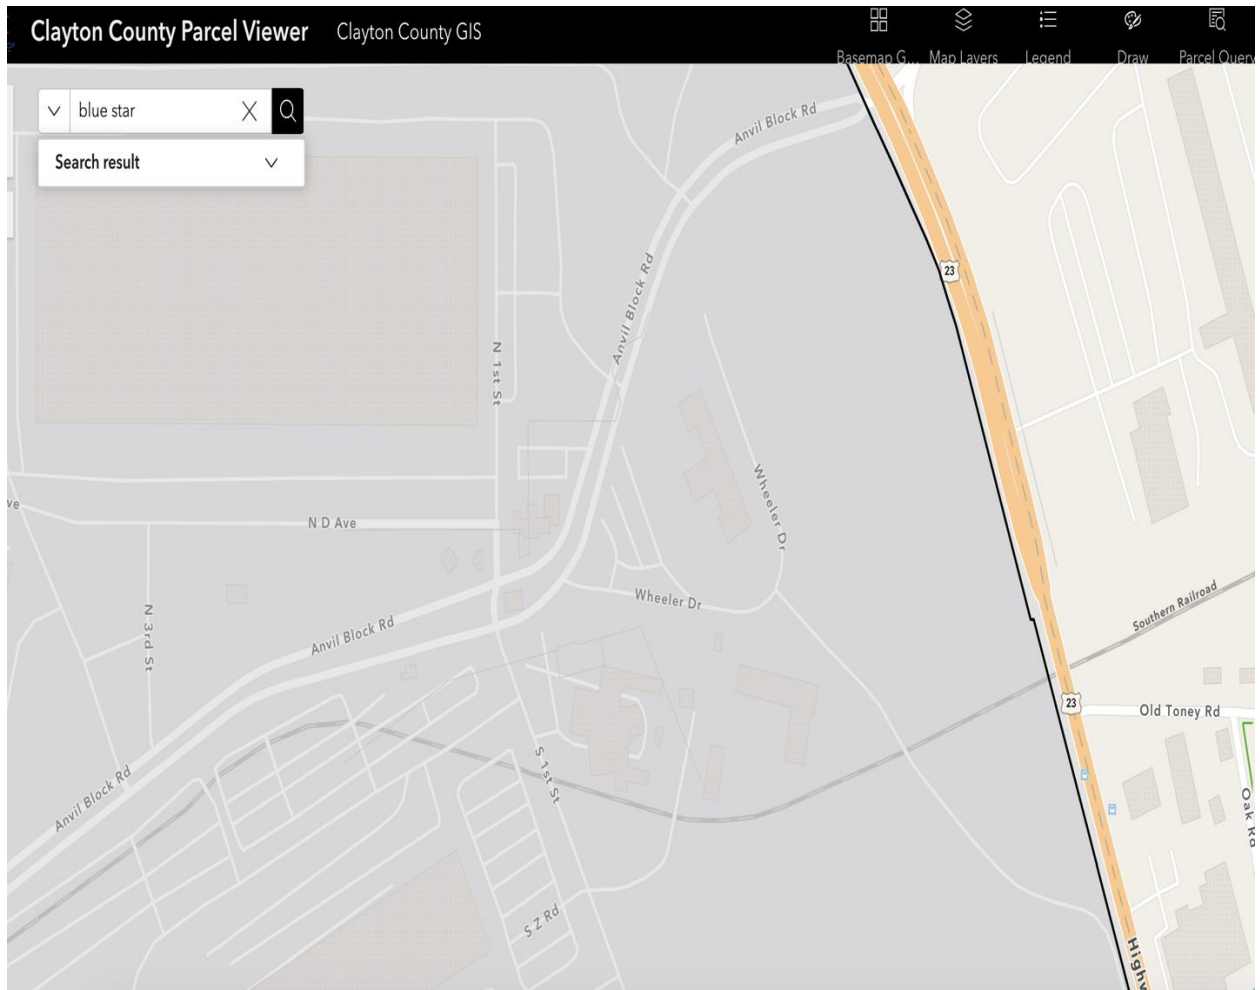 Clayton County Parcel Viewer
Clayton County GIS
Basemap G...
Map Layers
Legend
Draw
Parcel Query
blue star
Search result
Anvil Block Rd
Anvil Block Rd
23
N 1st St
Wheeler Dr
ve
N D Ave
Wheeler Dr
Southern Railroad
N 3rd St
Anvil Block Rd
23
Old Toney Rd
S 1st St
Anvil Block Rd
Oak Rd
S Z Rd
Highw